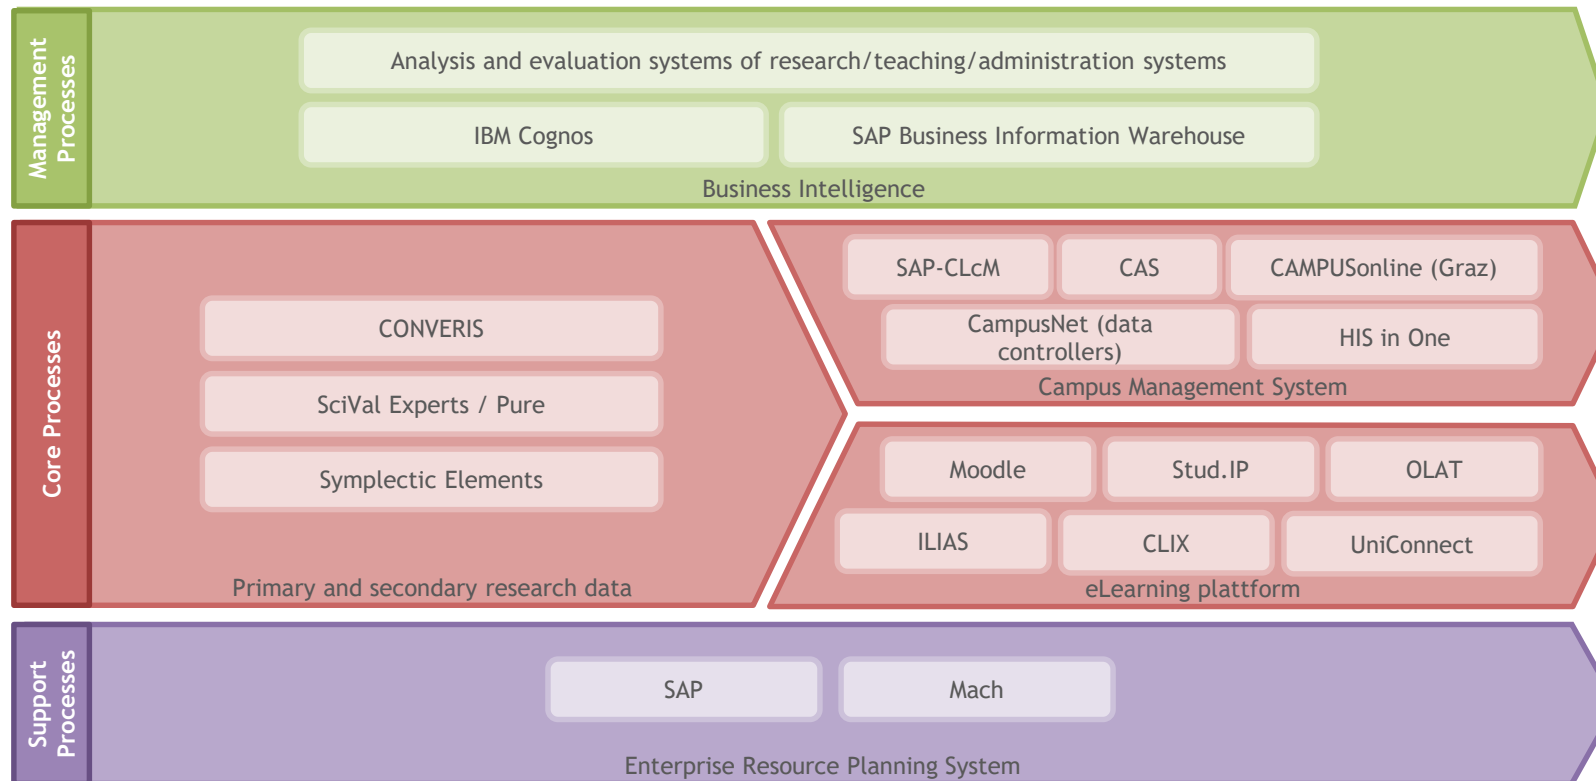 Management
Processes
Analysis and evaluation systems of research/teaching/administration systems
IBM Cognos
SAP Business Information Warehouse
Business Intelligence
Core Processes
CONVERIS
SciVal Experts / Pure
Symplectic Elements
Primary and secondary research data
SAP-CLcM
CAS
CAMPUSonline (Graz)
CampusNet (data
controllers)
HIS in One
Campus Management System
Moodle
Stud.IP
OLAT
ILIAS
CLIX
UniConnect
eLearning plattform
Support
Processes
SAP
Mach
Enterprise Resource Planning System